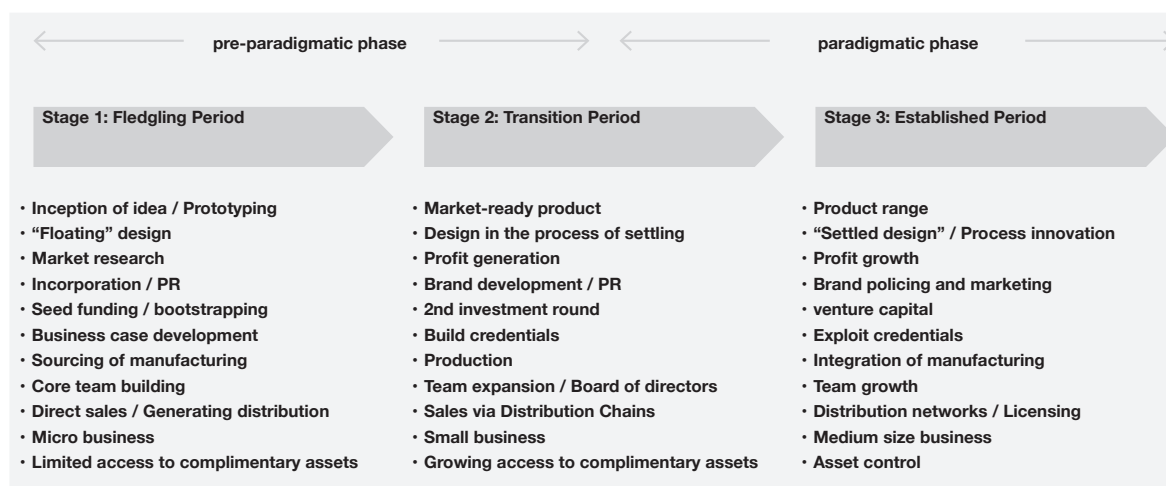 pre-paradigmatic phase
paradigmatic phase
Stage 1: Fledgling Period
Stage 2: Transition Period
Stage 3: Established Period
· Inception of idea / Prototyping
· “Floating” design
· Market research
· Incorporation / PR
· Seed funding / bootstrapping
· Business case development
· Sourcing of manufacturing
· Core team building
· Direct sales / Generating distribution
· Micro business
· Limited access to complimentary assets
· Market-ready product
· Design in the process of settling
· Profit generation
· Brand development / PR
· 2nd investment round
· Build credentials
· Production
· Team expansion / Board of directors
· Sales via Distribution Chains
· Small business
· Growing access to complimentary assets
· Product range
· “Settled design” / Process innovation
· Profit growth
· Brand policing and marketing
· venture capital
· Exploit credentials
· Integration of manufacturing
· Team growth
· Distribution networks / Licensing
· Medium size business
· Asset control